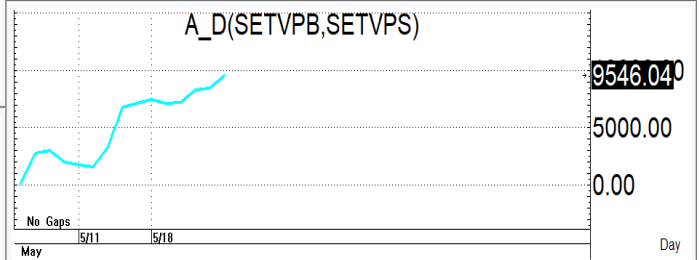 A_D(SETVPB,SETVPS)
9546.04
5000.00
0.00
No Gaps
5/11 5/18
May Day